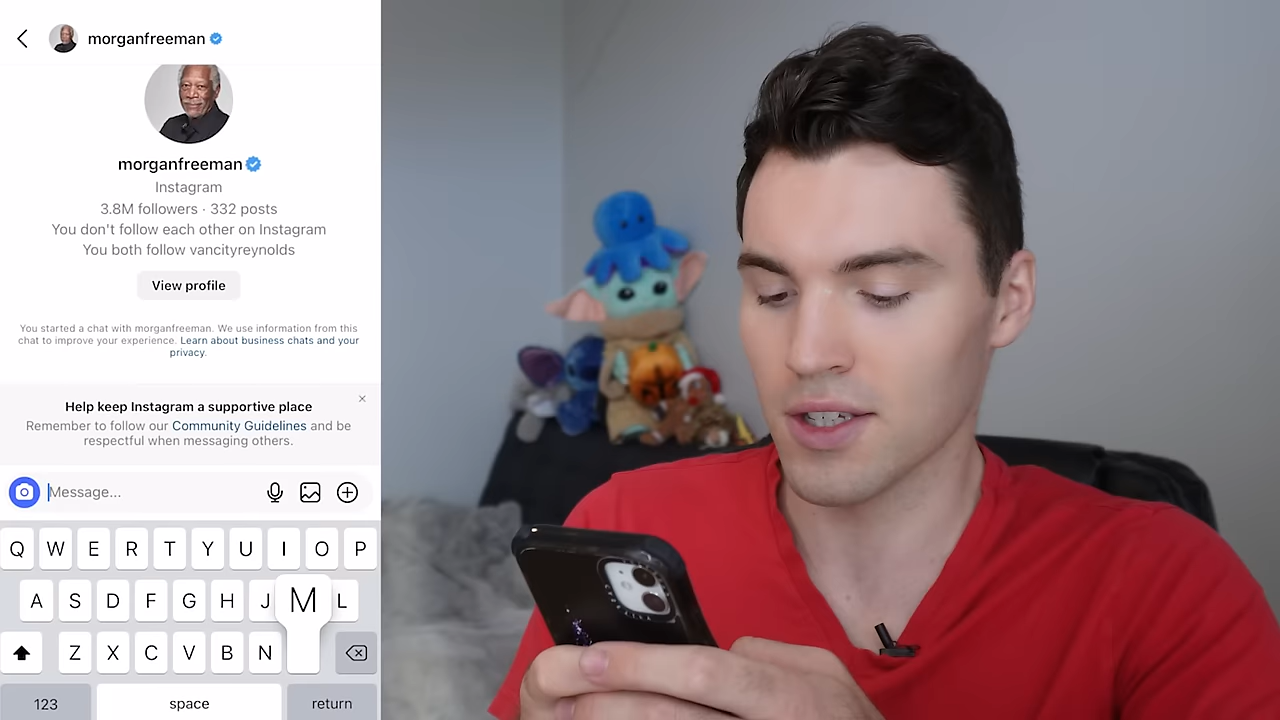 morganfreeman
morganfreeman
Instagram
3.8M followers · 332 posts
You don't follow each other on Instagram
You both follow vancityreynolds
View profile
You started a chat with morganfreeman. We use information from this
chat to improve your experience. Learn about business chats and your
privacy.
Help keep Instagram a supportive place
Remember to follow our Community Guidelines and be
respectful when messaging others.
Message...
Q W E R T Y U I O P
A S D F G H J M L
Z X C V B N
123 space return